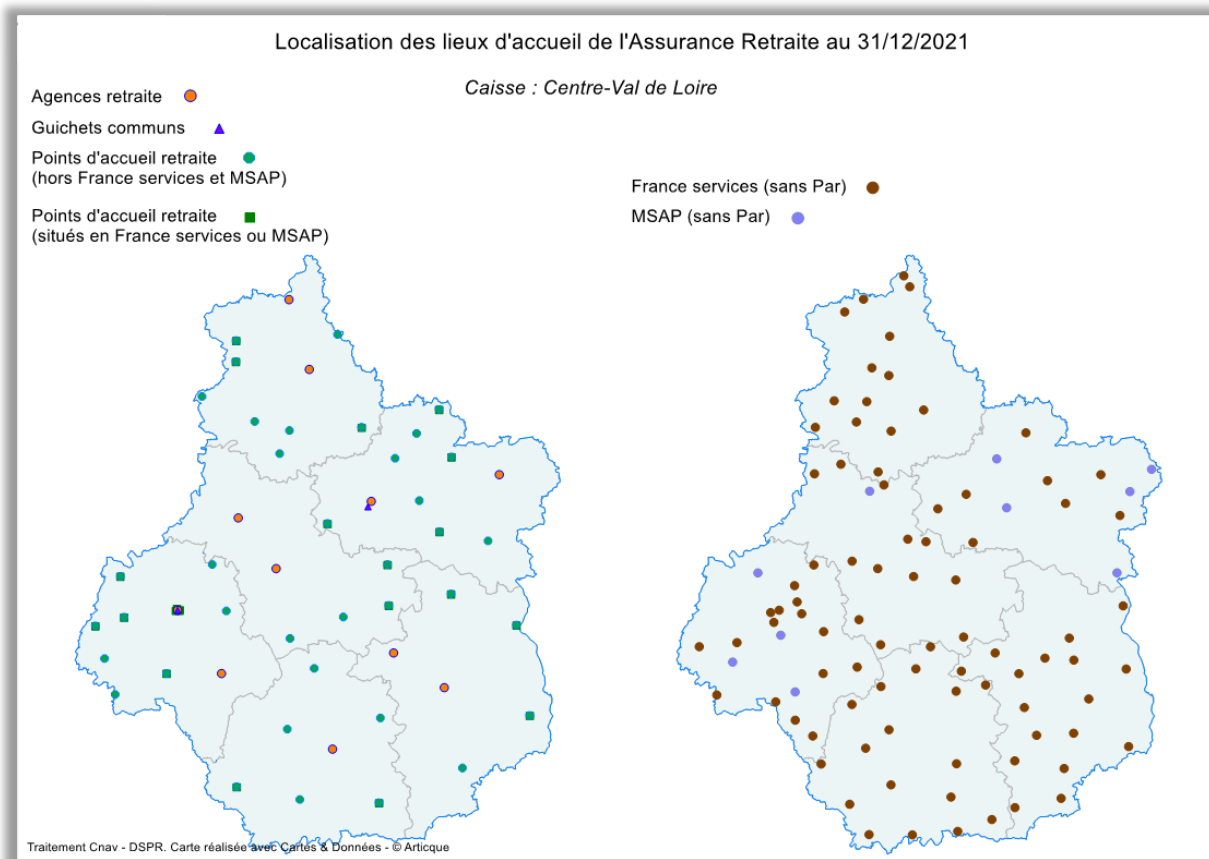 Localisation des lieux d'accueil de l'Assurance Retraite au 31/12/2021
Caisse : Centre-Val de Loire
Agences retraite
Guichets communs
Points d'accueil retraite
(hors France services et MSAP)
Points d'accueil retraite
(situés en France services ou MSAP)
France services (sans Par)
MSAP (sans Par)
Traitement Cnav - DSPR. Carte réalisée avec Cartes & Données - © Articque